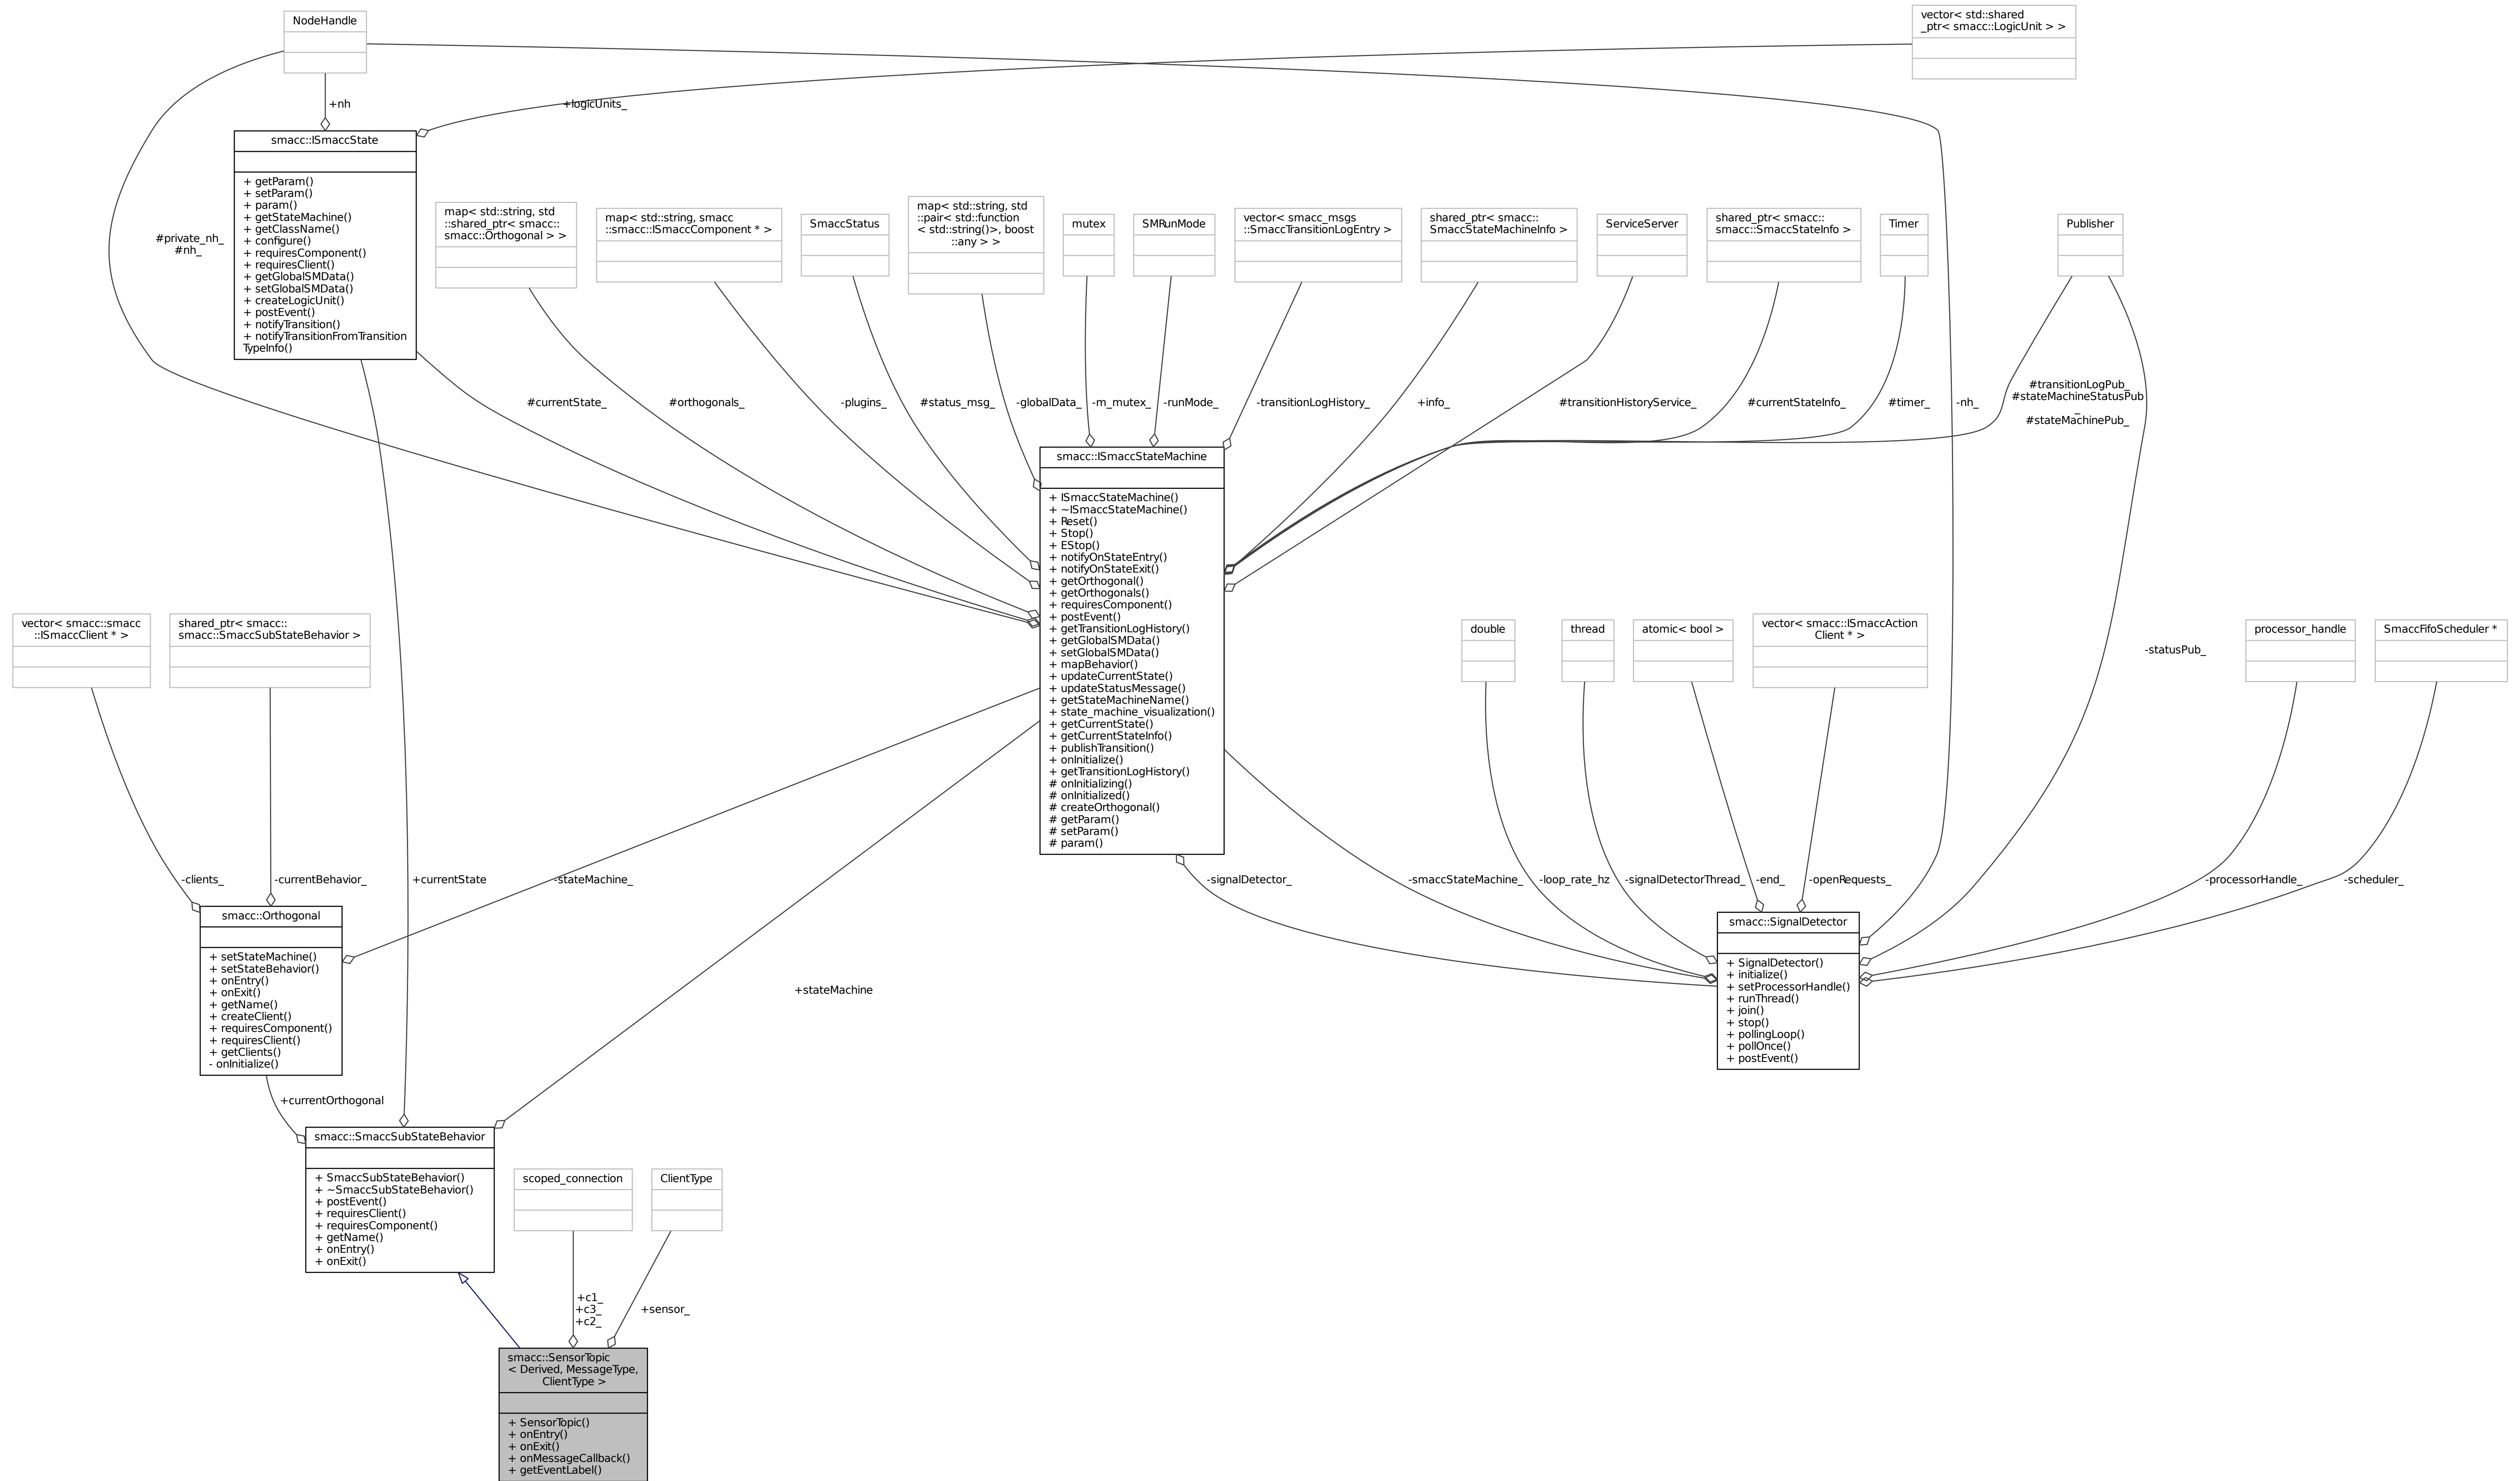 NodeHandle
vector< std::shared
_ptr< smacc::LogicUnit > >
+nh
+logicUnits_
smacc::ISmaccState
+ getParam()
+ setParam()
+ param()
+ getStateMachine()
+ getClassName()
+ configure()
+ requiresComponent()
+ requiresClient()
+ getGlobalSMData()
+ setGlobalSMData()
+ createLogicUnit()
+ postEvent()
+ notifyTransition()
+ notifyTransitionFromTransition
TypeInfo()
#private_nh_
#nh_
map< std::string, std
::shared_ptr< smacc::
smacc::Orthogonal > >
map< std::string, smacc
::smacc::ISmaccComponent * >
SmaccStatus
map< std::string, std
::pair< std::function
< std::string()>, boost
::any > >
mutex
SMRunMode
vector< smacc_msgs
::SmaccTransitionLogEntry >
shared_ptr< smacc::
SmaccStateMachineInfo >
ServiceServer
shared_ptr< smacc::
smacc::SmaccStateInfo >
Timer
Publisher
#currentState_
#orthogonals_
-plugins_
#status_msg_
-globalData_
-m_mutex_
-runMode_
-transitionLogHistory_
+info_
#transitionHistoryService_
#currentStateInfo_
#timer_
-nh_
#transitionLogPub_
#stateMachineStatusPub
_
#stateMachinePub_
smacc::ISmaccStateMachine
+ ISmaccStateMachine()
+ ~ISmaccStateMachine()
+ Reset()
+ Stop()
+ EStop()
+ notifyOnStateEntry()
+ notifyOnStateExit()
+ getOrthogonal()
+ getOrthogonals()
+ requiresComponent()
+ postEvent()
+ getTransitionLogHistory()
+ getGlobalSMData()
+ setGlobalSMData()
+ mapBehavior()
+ updateCurrentState()
+ updateStatusMessage()
+ getStateMachineName()
+ state_machine_visualization()
+ getCurrentState()
+ getCurrentStateInfo()
+ publishTransition()
+ onInitialize()
+ getTransitionLogHistory()
# onInitializing()
# onInitialized()
# createOrthogonal()
# getParam()
# setParam()
# param()
vector< smacc::smacc
::ISmaccClient * >
shared_ptr< smacc::
smacc::SmaccSubStateBehavior >
double
thread
atomic< bool >
vector< smacc::ISmaccAction
Client * >
-statusPub_
processor_handle
SmaccFifoScheduler *
-clients_
-currentBehavior_
+currentState
-stateMachine_
-signalDetector_
-smaccStateMachine_
-loop_rate_hz
-signalDetectorThread_
-end_
-openRequests_
-processorHandle_
-scheduler_
smacc::Orthogonal
+ setStateMachine()
+ setStateBehavior()
+ onEntry()
+ onExit()
+ getName()
+ createClient()
+ requiresComponent()
+ requiresClient()
+ getClients()
- onInitialize()
smacc::SignalDetector
+ SignalDetector()
+ initialize()
+ setProcessorHandle()
+ runThread()
+ join()
+ stop()
+ pollingLoop()
+ pollOnce()
+ postEvent()
+stateMachine
+currentOrthogonal
smacc::SmaccSubStateBehavior
+ SmaccSubStateBehavior()
+ ~SmaccSubStateBehavior()
+ postEvent()
+ requiresClient()
+ requiresComponent()
+ getName()
+ onEntry()
+ onExit()
scoped_connection
ClientType
+c1_
+c3_
+c2_
+sensor_
smacc::SensorTopic
< Derived, MessageType,
ClientType >
+ SensorTopic()
+ onEntry()
+ onExit()
+ onMessageCallback()
+ getEventLabel()